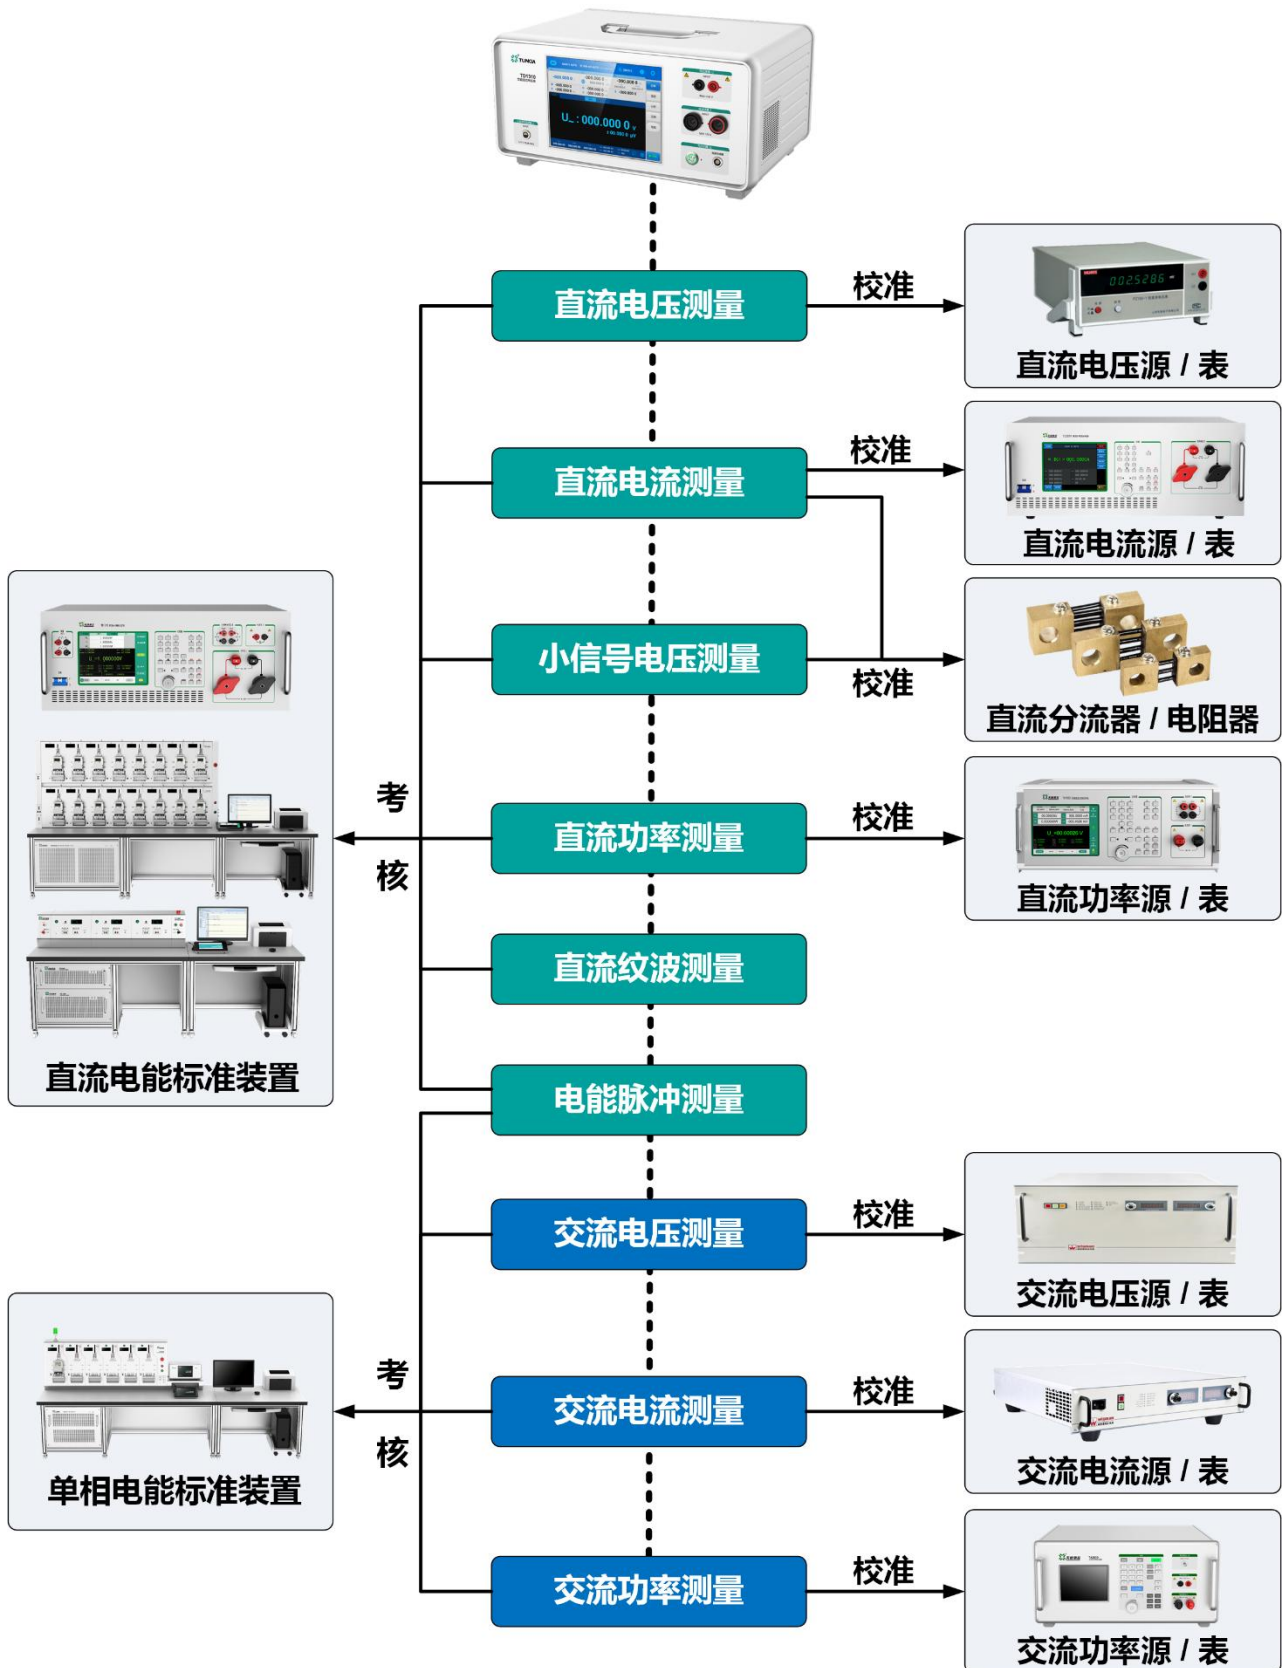 TUNGA
U : 000.000 0 V
直流电压测量
校准
直流电压源 / 表
直流电流测量
校准
直流电流源 / 表
小信号电压测量
校准
直流分流器 / 电阻器
直流功率测量
校准
直流功率源 / 表
考
核
直流纹波测量
直流电能标准装置
电能脉冲测量
交流电压测量
校准
交流电压源 / 表
交流电流测量
校准
交流电流源 / 表
考
核
单相电能标准装置
交流功率测量
校准
交流功率源 / 表